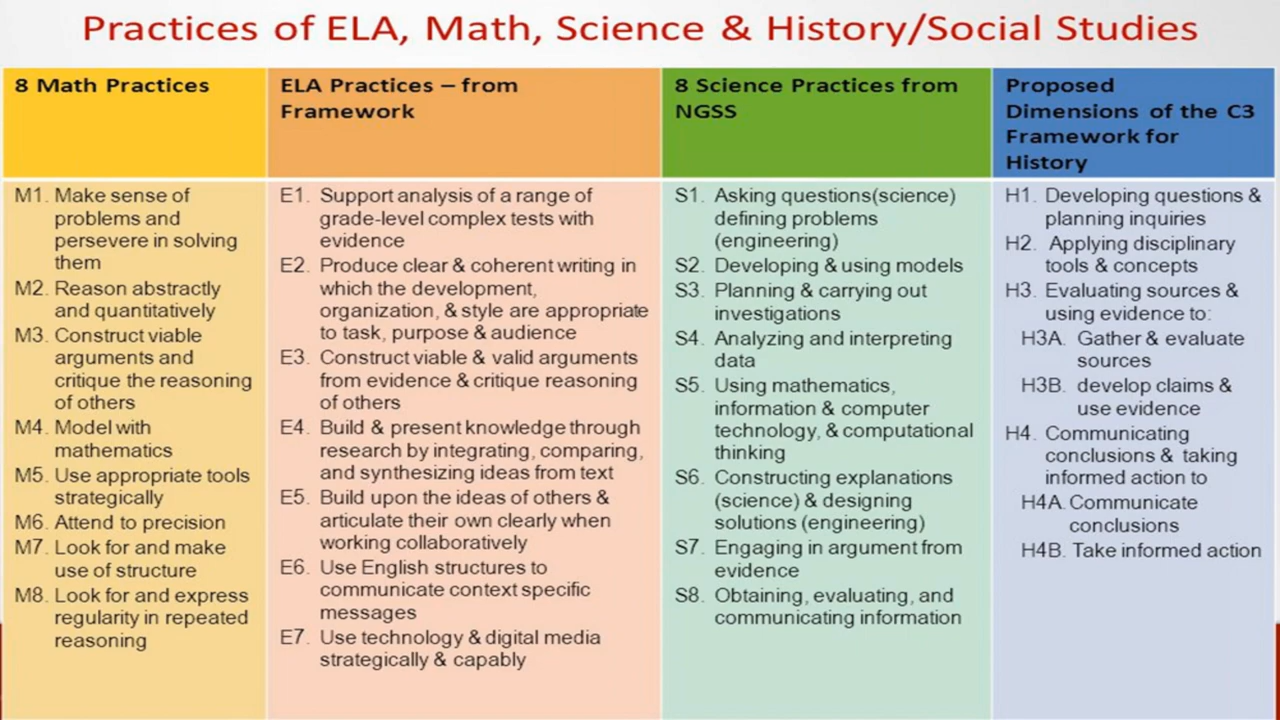 Practices of ELA, Math, Science & History/Social Studies
8 Math Practices
M1. Make sense of
problems and
persevere in solving
them
M2. Reason abstractly
and quantitatively
M3. Construct viable
arguments and
critique the reasoning
of others
M4. Model with
mathematics
M5. Use appropriate tools
strategically
M6. Attend to precision
M7. Look for and make
use of structure
M8. Look for and express
regularity in repeated
reasoning
ELA Practices – from
Framework
E1. Support analysis of a range of
grade-level complex tests with
evidence
E2. Produce clear & coherent writing in
which the development,
organization, & style are appropriate
to task, purpose & audience
E3. Construct viable & valid arguments
from evidence & critique reasoning
of others
E4. Build & present knowledge through
research by integrating, comparing,
and synthesizing ideas from text
E5. Build upon the ideas of others &
articulate their own clearly when
working collaboratively
E6. Use English structures to
communicate context specific
messages
E7. Use technology & digital media
strategically & capably
8 Science Practices from
NGSS
S1. Asking questions(science)
defining problems
(engineering)
S2. Developing & using models
S3. Planning & carrying out
investigations
S4. Analyzing and interpreting
data
S5. Using mathematics,
information & computer
technology, & computational
thinking
S6. Constructing explanations
(science) & designing
solutions (engineering)
S7. Engaging in argument from
evidence
S8. Obtaining, evaluating, and
communicating information
Proposed
Dimensions of the C3
Framework for
History
H1. Developing questions &
planning inquiries
H2. Applying disciplinary
tools & concepts
H3. Evaluating sources &
using evidence to:
H3A. Gather & evaluate
sources
H3B. develop claims &
use evidence
H4. Communicating
conclusions & taking
informed action to
H4A. Communicate
conclusions
H4B. Take informed action